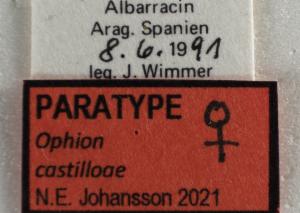 Albarracin
Arag. Spanien
8.6.1991
leg. J. Wimmer
PARATYPE ♀
Ophion
castilloae
N.E. Johansson 2021